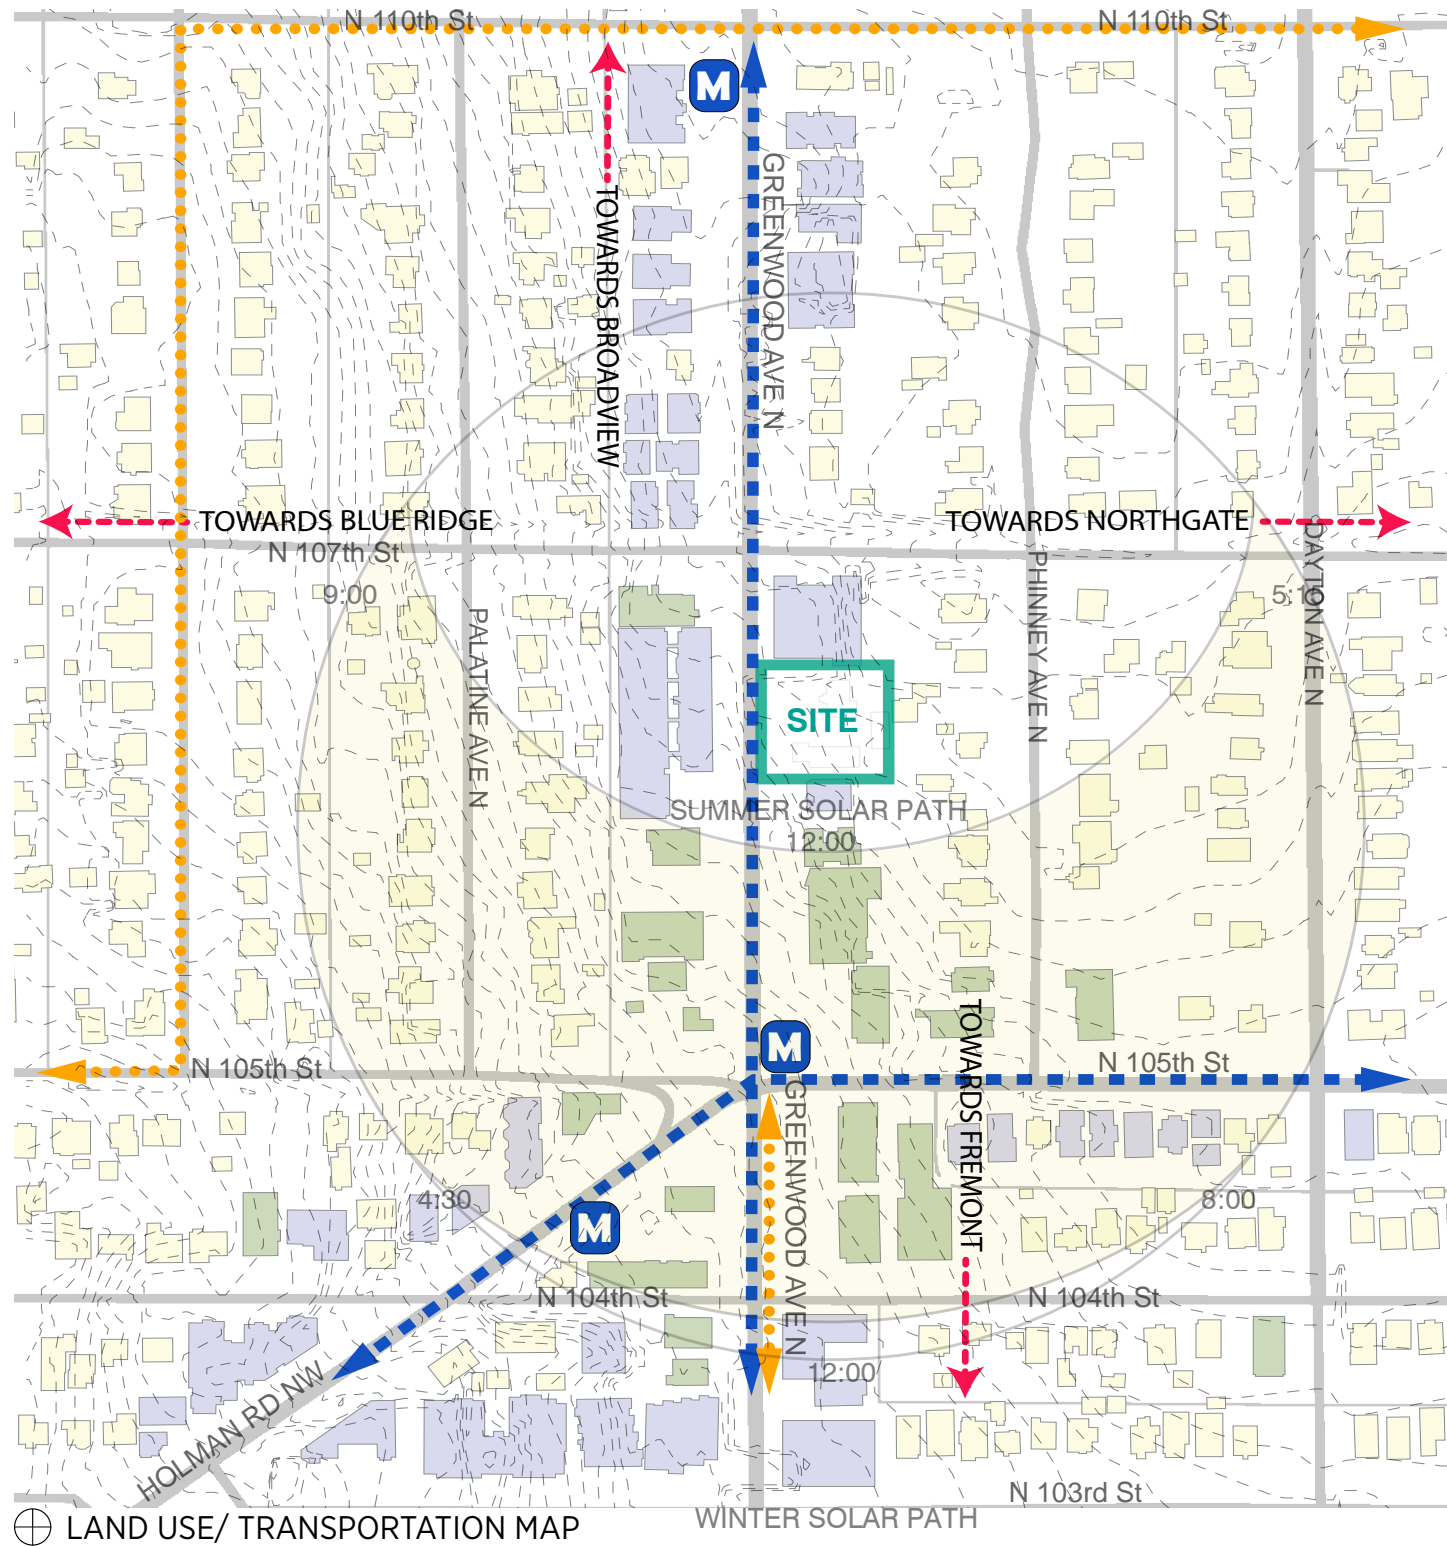 N 110th St
N 110th St
M
GREENWOOD AVE N
TOWARDS BROADVIEW
TOWARDS BLUE RIDGE
TOWARDS NORTHGATE
N 107th St
9:00
5:10
DAYTON AVE N
PHINNEY AVE N
PALATINE AVE N
SITE
SUMMER SOLAR PATH
12:00
M
N 105th St
N 105th St
TOWARDS FREMONT
GREENWOOD AVE N
4:30
8:00
M
N 104th St
N 104th St
12:00
HOLMAN RD NW
N 103rd St
WINTER SOLAR PATH
LAND USE/ TRANSPORTATION MAP